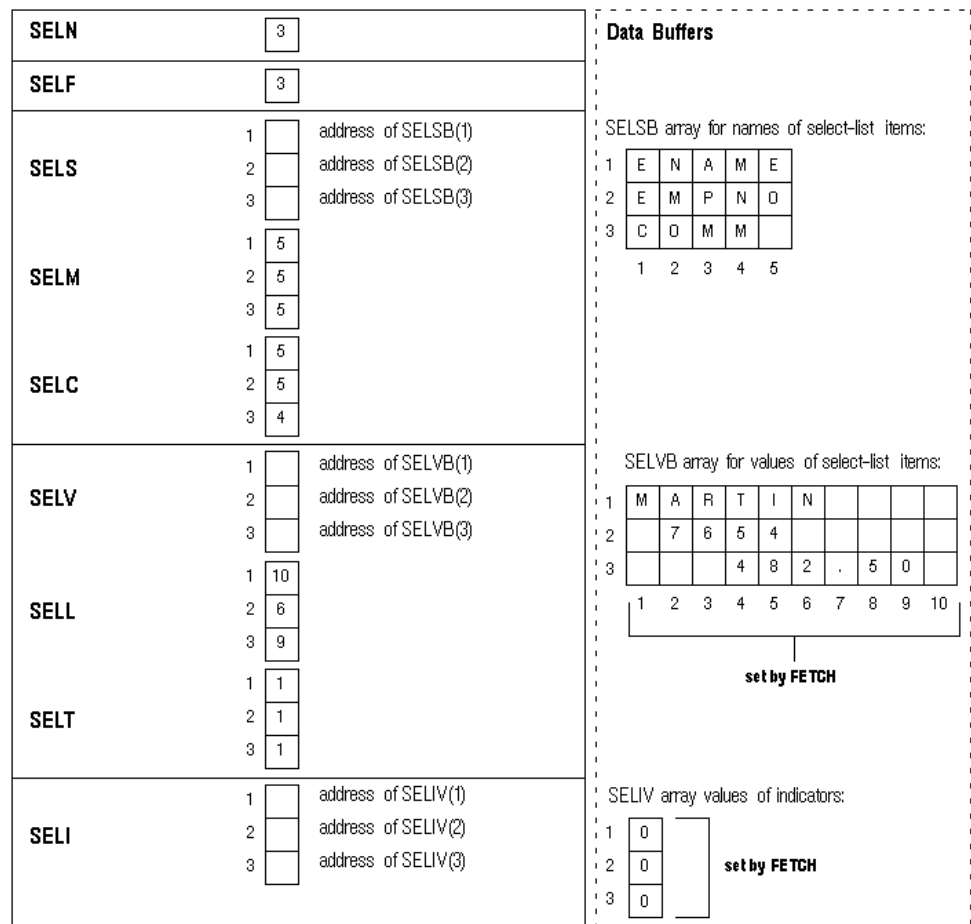 SELN 3
SELF 3
SELS
1 address of SELSB(1)
2 address of SELSB(2)
3 address of SELSB(3)
SELM
1 5
2 5
3 5
SELC
1 5
2 5
3 4
SELV
1 address of SELVB(1)
2 address of SELVB(2)
3 address of SELVB(3)
SELL
1 10
2 6
3 9
SELT
1 1
2 1
3 1
SELI
1 address of SELIV(1)
2 address of SELIV(2)
3 address of SELIV(3)
Data Buffers
SELSB array for names of select-list items:
1 E N A M E
2 E M P N O
3 C O M M
1 2 3 4 5
SELVB array for values of select-list items:
1 M A R T I N
2 7 6 5 4
3 4 8 2 . 5 0
1 2 3 4 5 6 7 8 9 10
set by FETCH
SELIV array values of indicators:
1 0
2 0
3 0
set by FETCH